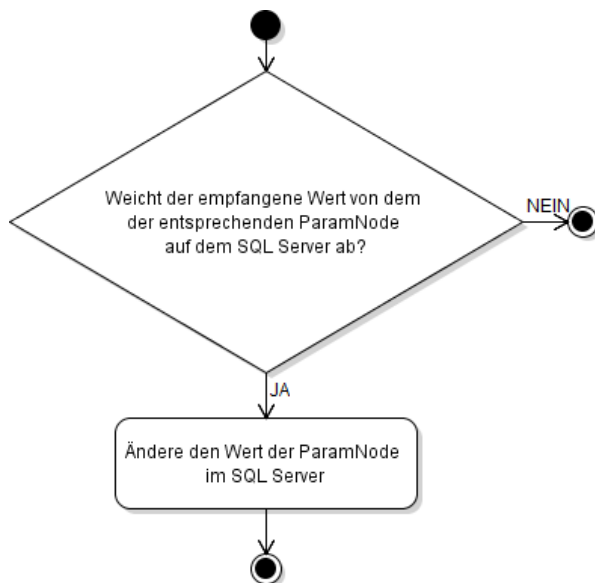 Weicht der empfangene Wert von dem
der entsprechenden ParamNode
auf dem SQL Server ab?
NEIN
JA
Ändere den Wert der ParamNode
im SQL Server